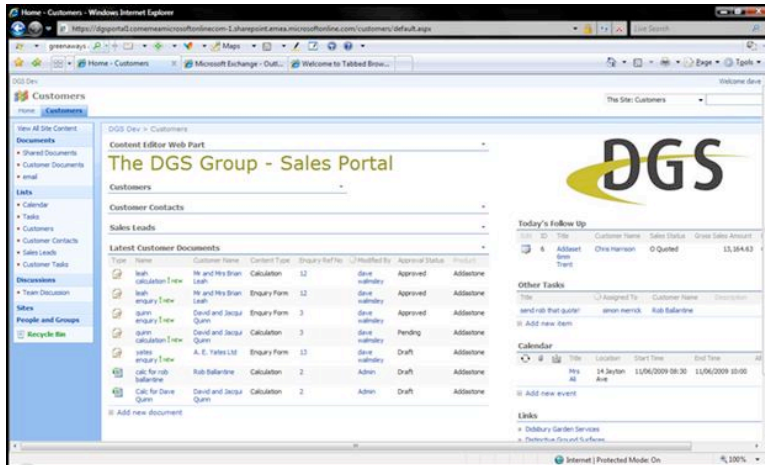 Home - Customers - Windows Internet Explorer
https://dgsportal1.comemeamicrosoftonlinecom-1.sharepoint.emea.microsoftonline.com/customers/default.aspx
Live Search
greenaways
Maps
Home - Customers
Microsoft Exchange - Outl...
Welcome to Tabbed Brow...
Page
Tools
DGS Dev
Welcome dave
Customers
This Site: Customers
Home
Customers
View All Site Content
Documents
Shared Documents
Customer Documents
email
Lists
Calendar
Tasks
Customers
Customer Contacts
Sales Leads
Customer Tasks
Discussions
Team Discussion
Sites
People and Groups
Recycle Bin
DGS Dev > Customers
Content Editor Web Part
The DGS Group - Sales Portal
Customers
Customer Contacts
Sales Leads
Latest Customer Documents
Type Name Customer Name Content Type Enquiry Ref No Modified By Approval Status Product
leah calculation ! new Mr and Mrs Brian Leah Calculation 12 dave walmsley Approved Addastone
leah enquiry ! new Mr and Mrs Brian Leah Enquiry Form 12 dave walmsley Approved Addastone
quinn enquiry ! new David and Jacqui Quinn Enquiry Form 3 dave walmsley Approved Addastone
quinn calculation ! new David and Jacqui Quinn Calculation 3 dave walmsley Pending Addastone
yates enquiry ! new A. E. Yates Ltd Enquiry Form 13 dave walmsley Draft Addastone
calc for rob ballantine Rob Ballantine Calculation 2 Admin Draft Addastone
Calc for Dave Quinn David and Jacqui Quinn Calculation 2 Admin Draft Addastone
Add new document
DGS
Today's Follow Up
Edit ID Title Customer Name Sales Status Gross Sales Amount
6 Addaset 6mm Trent Chris Harrison O Quoted 13,164.63
Other Tasks
Title Assigned To Customer Name Description
send rob that quote! simon merrick Rob Ballantine
Add new item
Calendar
Title Location Start Time End Time
Mrs Ali 14 Jayton Ave 11/06/2009 08:30 11/06/2009 10:00
Add new event
Links
Didsbury Garden Services
Distinctive Ground Surfaces
Internet | Protected Mode: On
100%